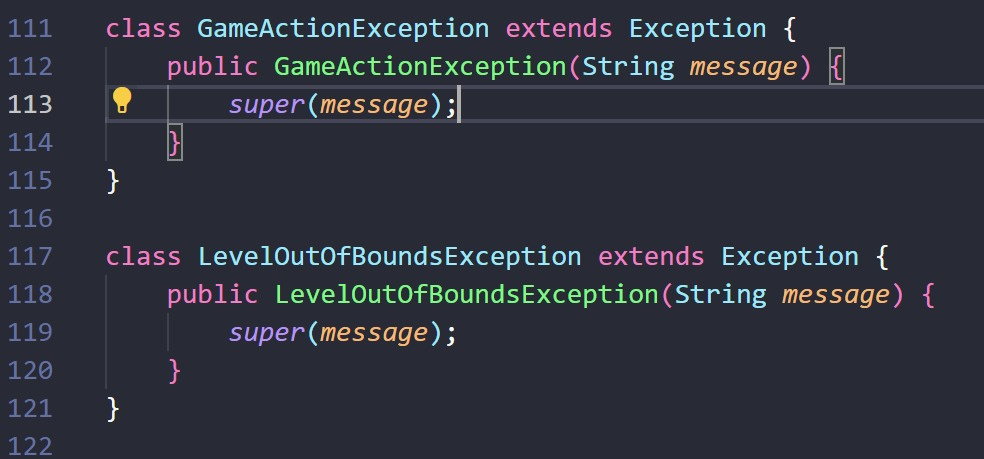 111 class GameActionException extends Exception {
112     public GameActionException(String message) {
113         super(message);
114     }
115 }
116
117 class LevelOutOfBoundsException extends Exception {
118     public LevelOutOfBoundsException(String message) {
119         super(message);
120     }
121 }
122